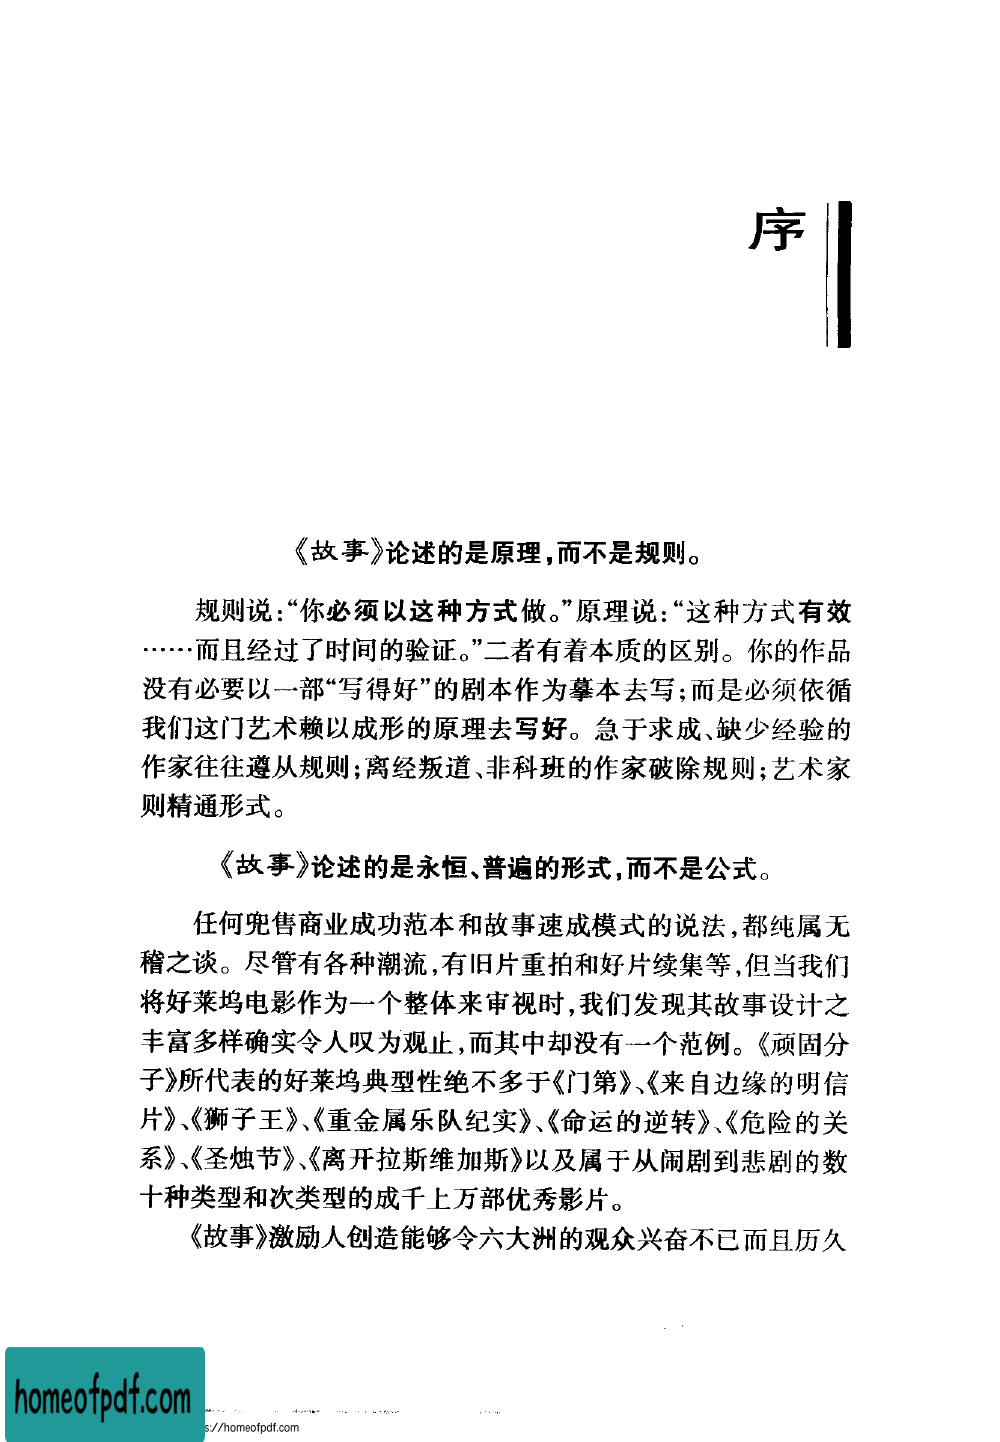 序
《故事》论述的是原理,而不是规则。
规则说:“你必须以这种方式做。”原理说:“这种方式有效
……而且经过了时间的验证。”二者有着本质的区别。你的作品
没有必要以一部“写得好”的剧本作为摹本去写;而是必须依循
我们这门艺术赖以成形的原理去写好。急于求成、缺少经验的
作家往往遵从规则;离经叛道、非科班的作家破除规则;艺术家
则精通形式。
《故事》论述的是永恒、普遍的形式,而不是公式。
任何兜售商业成功范本和故事速成模式的说法,都纯属无
稽之谈。尽管有各种潮流,有旧片重拍和好片续集等,但当我们
将好莱坞电影作为一个整体来审视时,我们发现其故事设计之
丰富多样确实令人叹为观止,而其中却没有一个范例。《顽固分
子》所代表的好莱坞典型性绝不多于《门第》、《来自边缘的明信
片》、《狮子王》、《重金属乐队纪实》、《命运的逆转》、《危险的关
系》、《圣烛节》、《离开拉斯维加斯》以及属于从闹剧到悲剧的数
十种类型和次类型的成千上万部优秀影片。
《故事》激励人创造能够令六大洲的观众兴奋不已而且历久
homeofpdf.com
s://homeofpdf.com